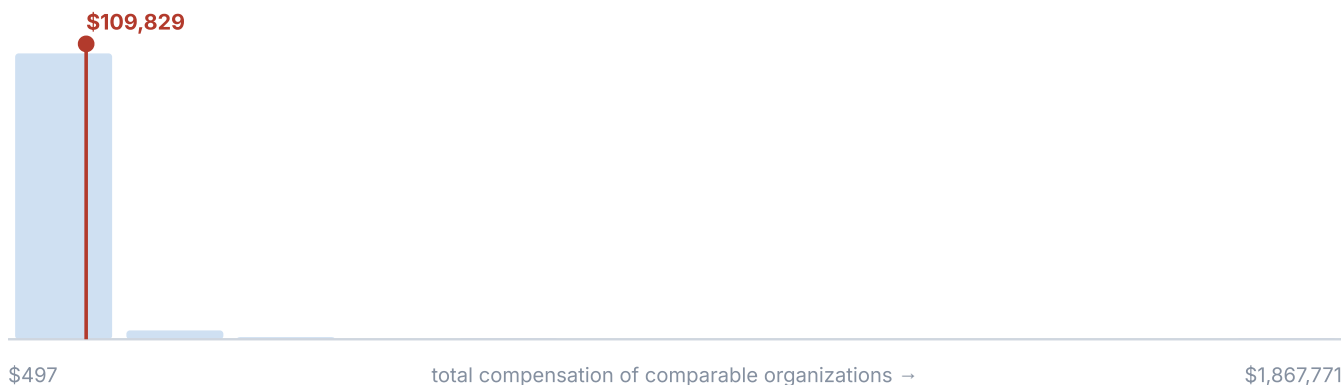 $109,829
$497
total compensation of comparable organizations →
$1,867,771